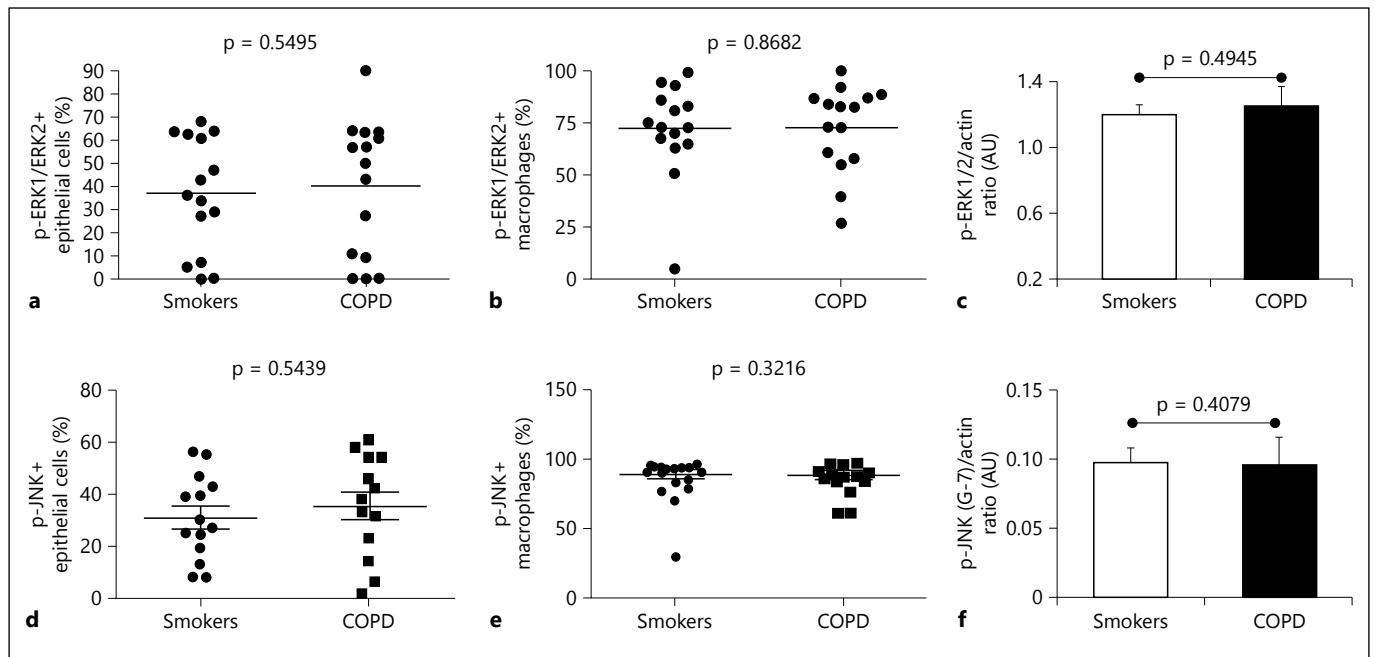 p = 0.5495
p-ERK1/ERK2+
epithelial cells (%)
90
80
70
60
50
40
30
20
10
0
Smokers
COPD
a
p = 0.8682
p-ERK1/ERK2+
macrophages (%)
100
75
50
25
0
Smokers
COPD
b
p = 0.4945
p-ERK1/2/actin
ratio (AU)
1.4
1.0
0.6
0.2
Smokers
COPD
c
p = 0.5439
p-JNK+
epithelial cells (%)
80
60
40
20
0
Smokers
COPD
d
p = 0.3216
p-JNK+
macrophages (%)
150
100
50
0
Smokers
COPD
e
p = 0.4079
p-JNK (G-7)/actin
ratio (AU)
0.15
0.10
0.05
0
Smokers
COPD
f